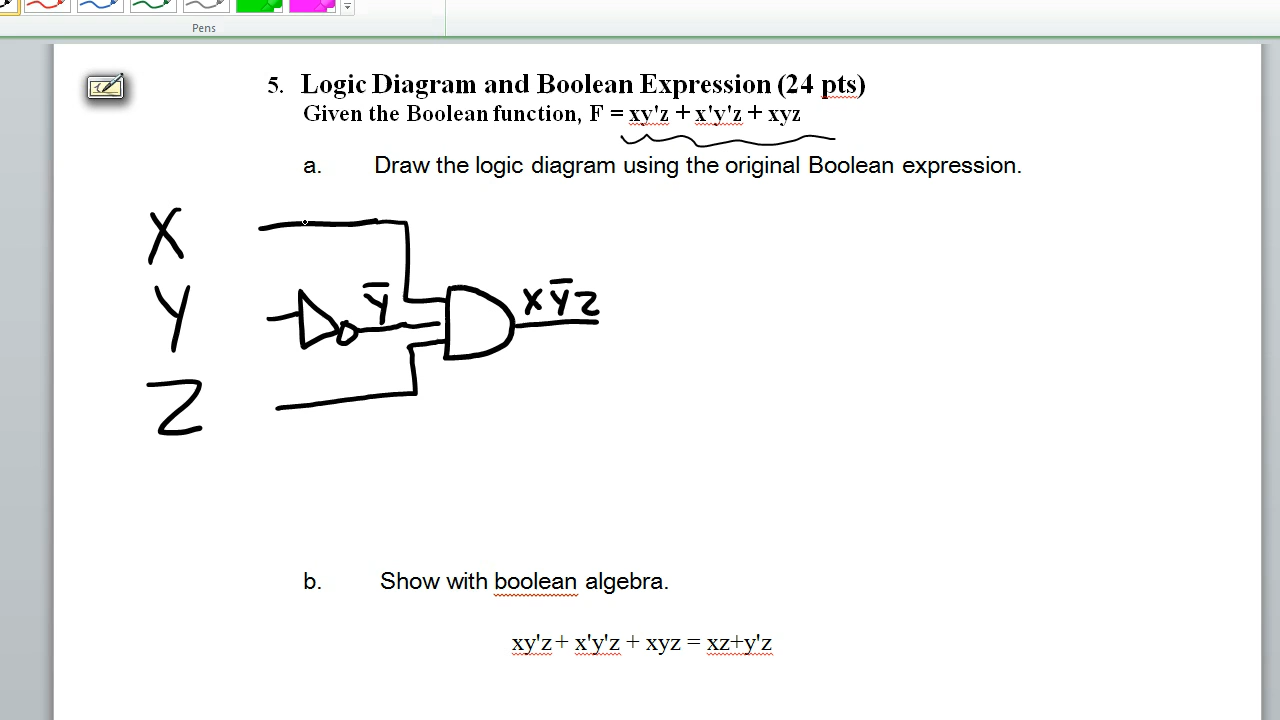 Pens
5. Logic Diagram and Boolean Expression (24 pts)
Given the Boolean function, F = xy'z + x'y'z + xyz
a. Draw the logic diagram using the original Boolean expression.
X
Y
Z
Y̅
X Y̅ Z
b. Show with boolean algebra.
xy'z + x'y'z + xyz = xz+y'z